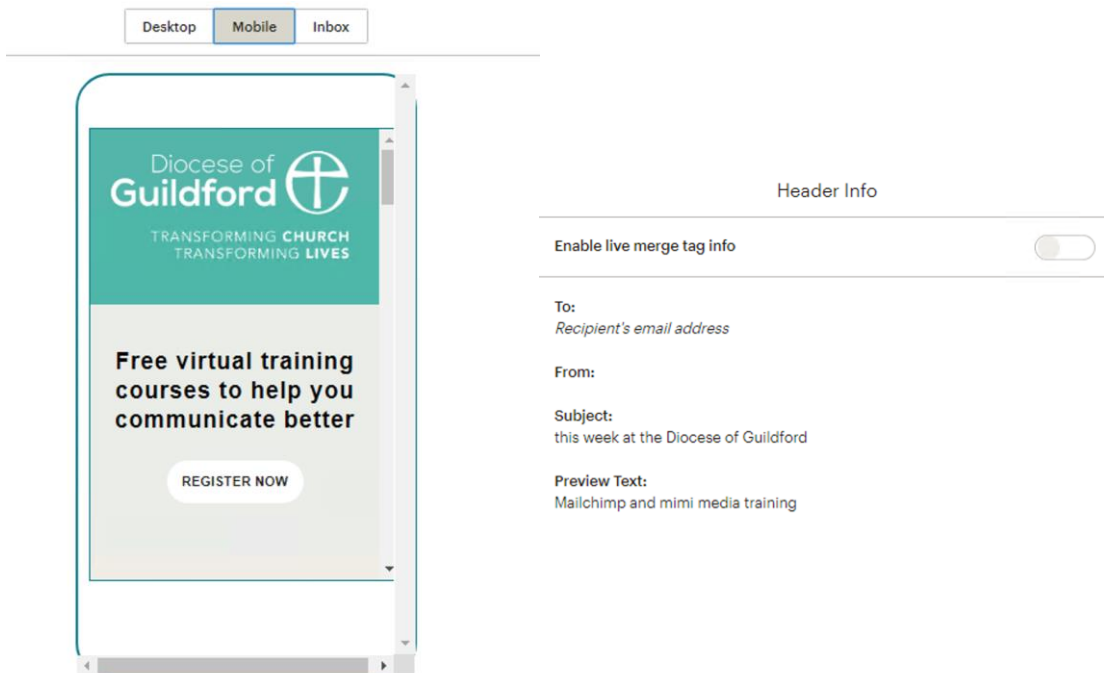 Desktop Mobile Inbox
Diocese of
Guildford
TRANSFORMING CHURCH
TRANSFORMING LIVES
Free virtual training
courses to help you
communicate better
REGISTER NOW
Header Info
Enable live merge tag info
To:
Recipient's email address
From:
Subject:
this week at the Diocese of Guildford
Preview Text:
Mailchimp and mimi media training